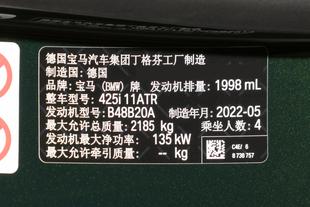 德国宝马汽车集团丁格芬工厂制造
制造国：德国
品牌：宝马（BMW）牌 发动机排量：1998 mL
整车型号：425i 11ATR
发动机型号：B48B20A 制造年月：2022-05
最大允许总质量：2185 kg 乘坐人数：4
发动机最大净功率：135 kW
最大允许牵引质量：-- kg
C4E/ 6
8 738 757